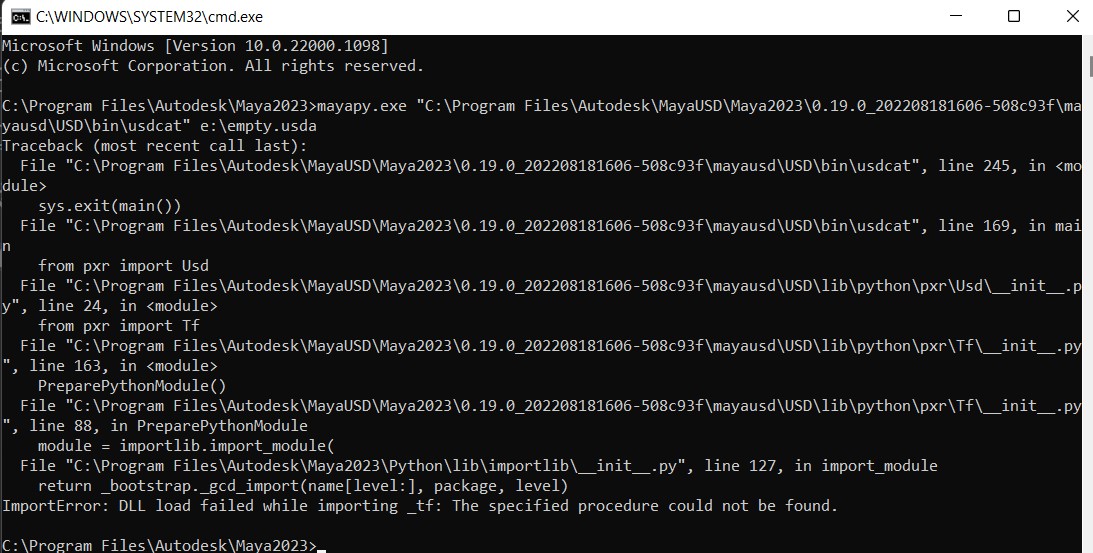 C:\WINDOWS\SYSTEM32\cmd.exe
Microsoft Windows [Version 10.0.22000.1098]
(c) Microsoft Corporation. All rights reserved.
C:\Program Files\Autodesk\Maya2023>mayapy.exe "C:\Program Files\Autodesk\MayaUSD\Maya2023\0.19.0_202208181606-508c93f\ma
yausd\USD\bin\usdcat" e:\empty.usda
Traceback (most recent call last):
  File "C:\Program Files\Autodesk\MayaUSD\Maya2023\0.19.0_202208181606-508c93f\mayausd\USD\bin\usdcat", line 245, in <mo
dule>
    sys.exit(main())
  File "C:\Program Files\Autodesk\MayaUSD\Maya2023\0.19.0_202208181606-508c93f\mayausd\USD\bin\usdcat", line 169, in mai
n
    from pxr import Usd
  File "C:\Program Files\Autodesk\MayaUSD\Maya2023\0.19.0_202208181606-508c93f\mayausd\USD\lib\python\pxr\Usd\__init__.p
y", line 24, in <module>
    from pxr import Tf
  File "C:\Program Files\Autodesk\MayaUSD\Maya2023\0.19.0_202208181606-508c93f\mayausd\USD\lib\python\pxr\Tf\__init__.py
", line 163, in <module>
    PreparePythonModule()
  File "C:\Program Files\Autodesk\MayaUSD\Maya2023\0.19.0_202208181606-508c93f\mayausd\USD\lib\python\pxr\Tf\__init__.py
", line 88, in PreparePythonModule
    module = importlib.import_module(
  File "C:\Program Files\Autodesk\Maya2023\Python\lib\importlib\__init__.py", line 127, in import_module
    return _bootstrap._gcd_import(name[level:], package, level)
ImportError: DLL load failed while importing _tf: The specified procedure could not be found.
C:\Program Files\Autodesk\Maya2023>